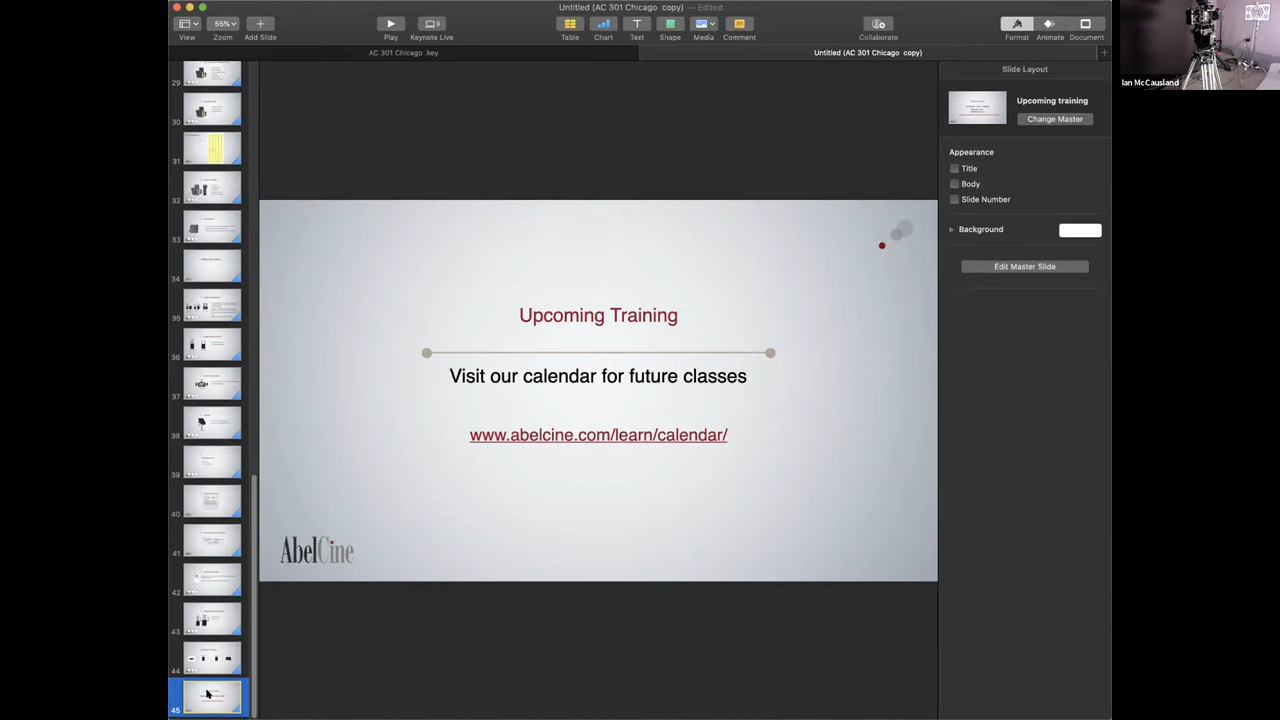 Untitled (AC 301 Chicago  copy) — Edited
View
55%
Zoom
Add Slide
Play
Keynote Live
Table
Chart
Text
Shape
Media
Comment
Collaborate
Format
Animate
Document
AC 301 Chicago .key
Untitled (AC 301 Chicago  copy)
Ian McCausland
Slide Layout
Upcoming training
Change Master
Appearance
Title
Body
Slide Number
Background
Edit Master Slide
29
30
31
32
33
34
35
36
37
38
39
40
41
42
43
44
45
Upcoming Training
Visit our calendar for future classes
www.abelcine.com/learn/calendar/
AbelCine